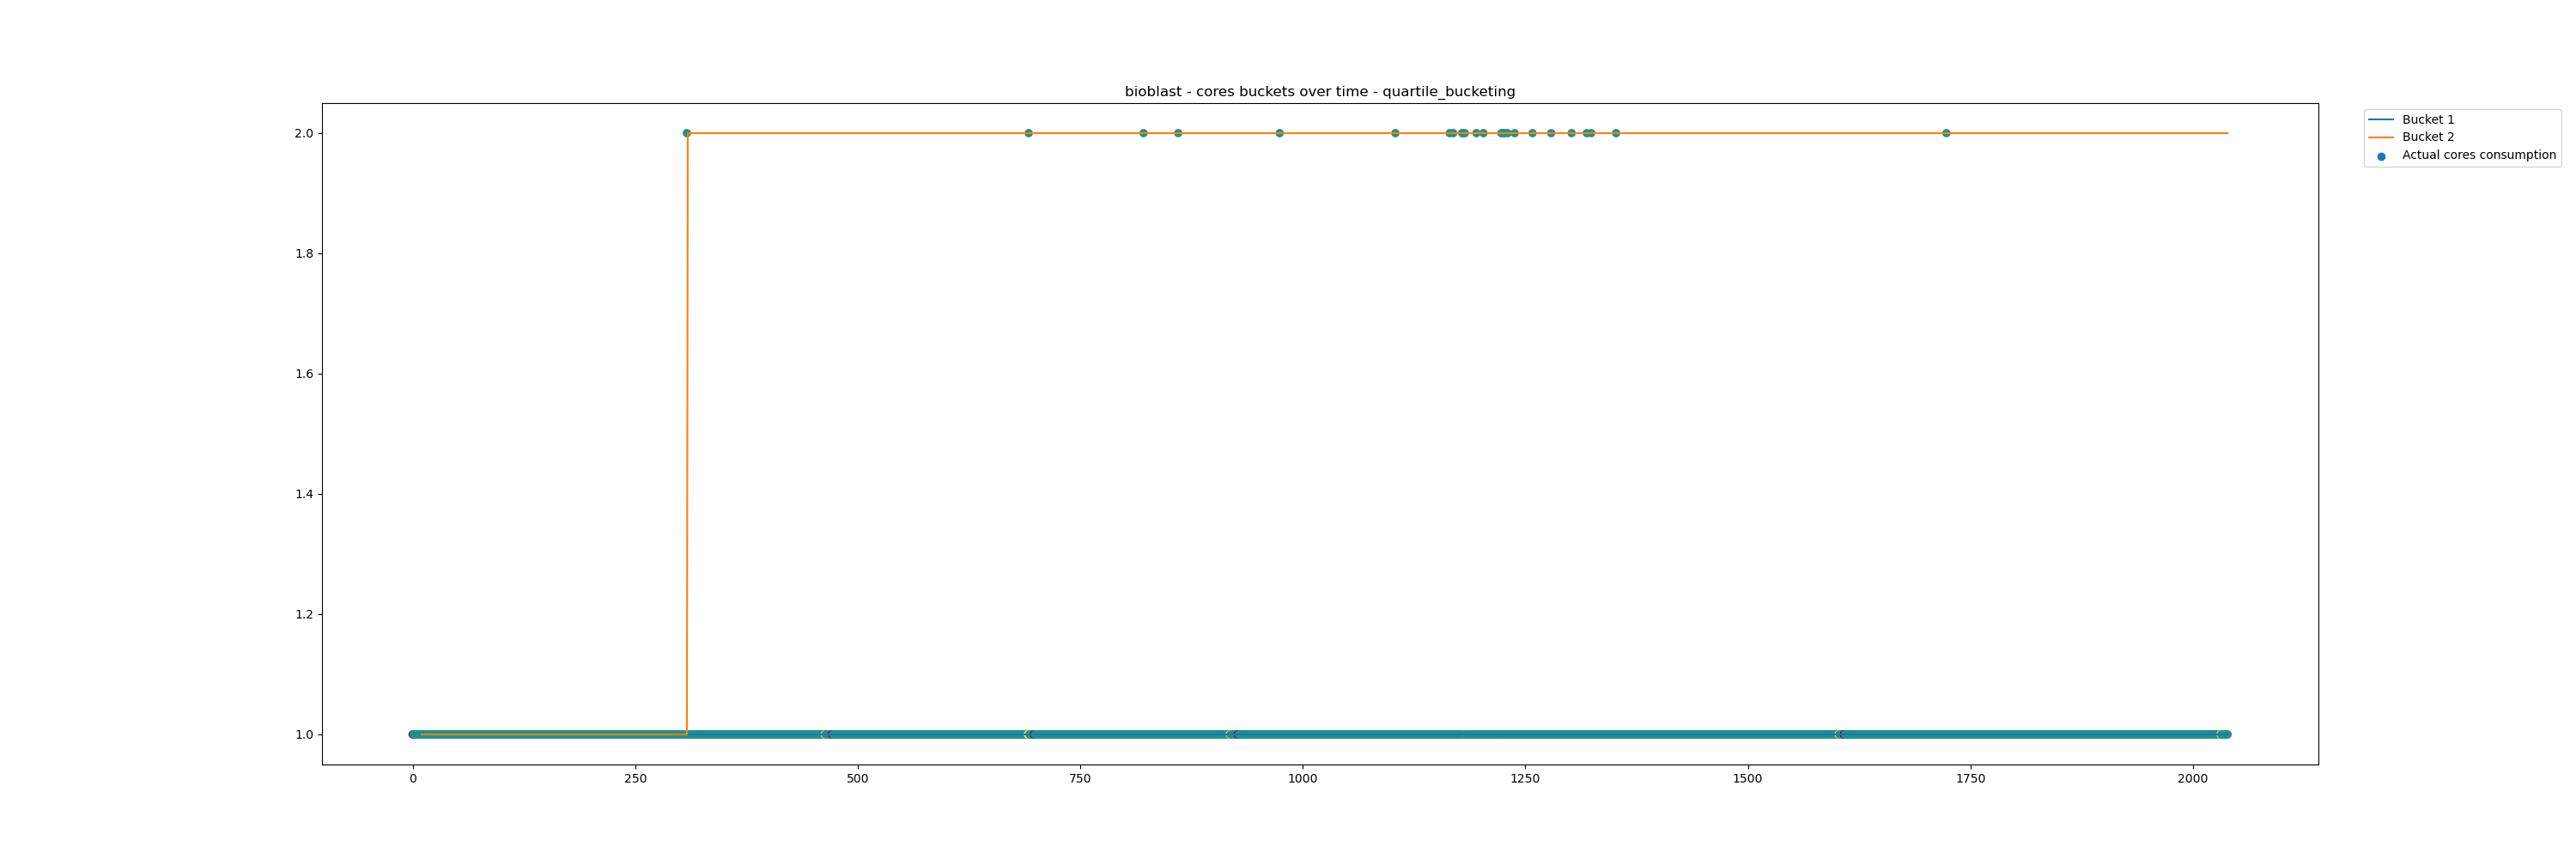 bioblast - cores buckets over time - quartile_bucketing
Bucket 1
Bucket 2
Actual cores consumption
2.0
1.8
1.6
1.4
1.2
1.0
0 250 500 750 1000 1250 1500 1750 2000